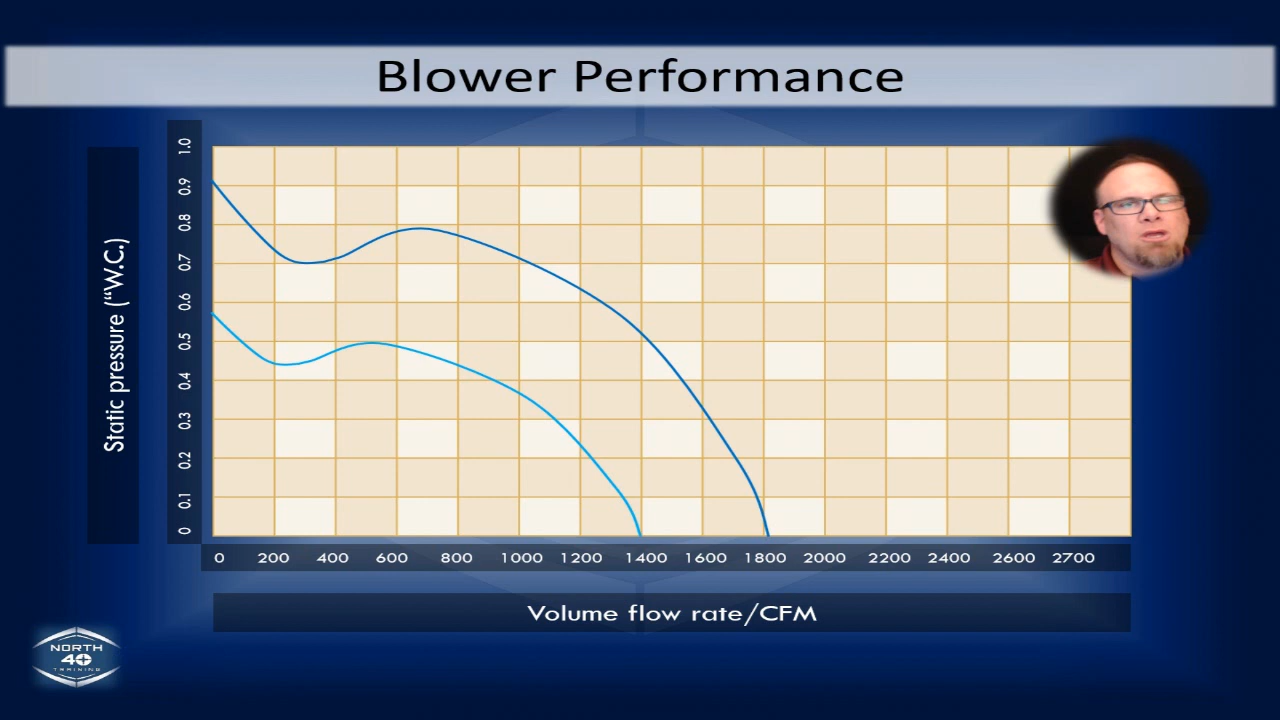 Blower Performance
Static pressure (“W.C.)
1.0
0.9
0.8
0.7
0.6
0.5
0.4
0.3
0.2
0.1
0
0 200 400 600 800 1000 1200 1400 1600 1800 2000 2200 2400 2600 2700
Volume flow rate/CFM
NORTH
40
TRAINING